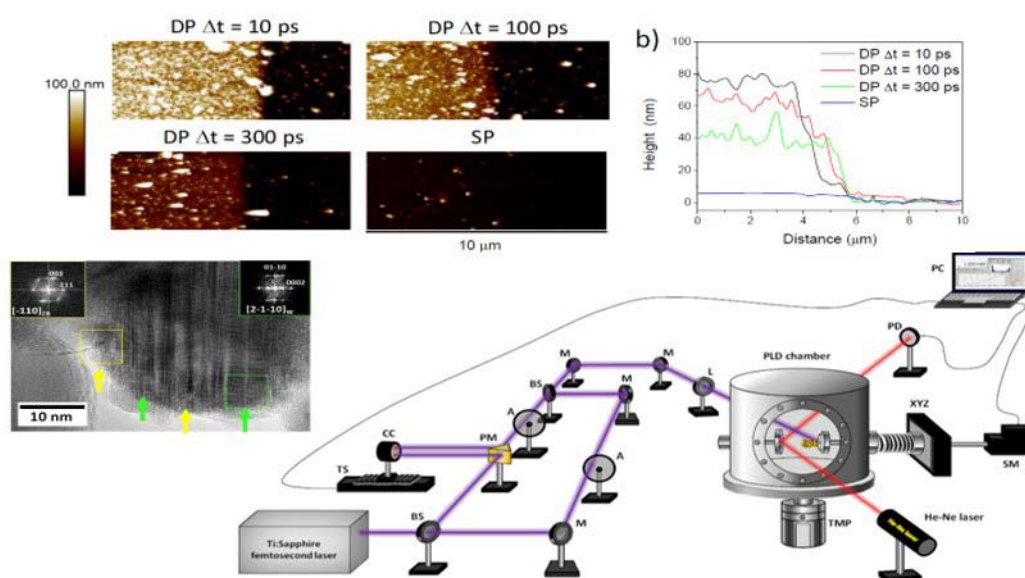 DP Δt = 10 ps
DP Δt = 100 ps
100.0 nm
DP Δt = 300 ps
SP
10 μm
b)
DP Δt = 10 ps
DP Δt = 100 ps
DP Δt = 300 ps
SP
Height (nm)
100
80
60
40
20
0
0
2
4
6
8
10
Distance (μm)
002
111
[-110]
01-10
0002
[2-1-10]
10 nm
PC
PD
M
M
PLD chamber
BS
M
L
XYZ
A
CC
PM
A
SM
TS
BS
M
TMP
He-Ne laser
He-Ne laser
Ti:Sapphire
femtosecond laser